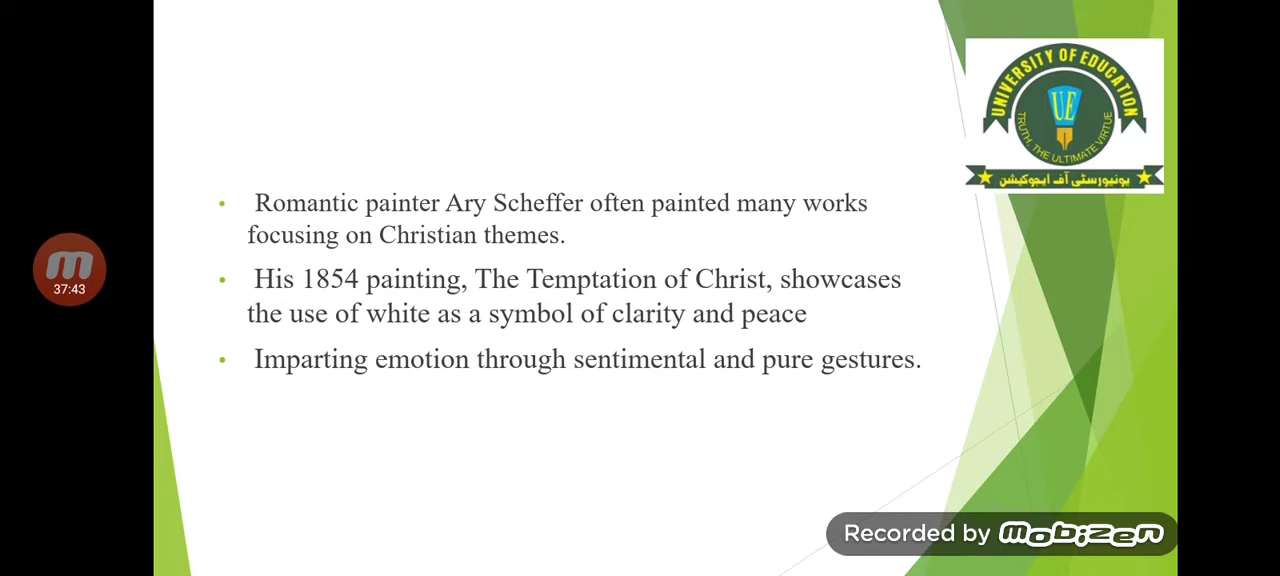 UNIVERSITY OF EDUCATION
UE
TRUTH, THE ULTIMATE VIRTUE
یونیورسٹی آف ایجوکیشن
• Romantic painter Ary Scheffer often painted many works
focusing on Christian themes.
• His 1854 painting, The Temptation of Christ, showcases
the use of white as a symbol of clarity and peace
• Imparting emotion through sentimental and pure gestures.
m
37:43
Recorded by mobizen